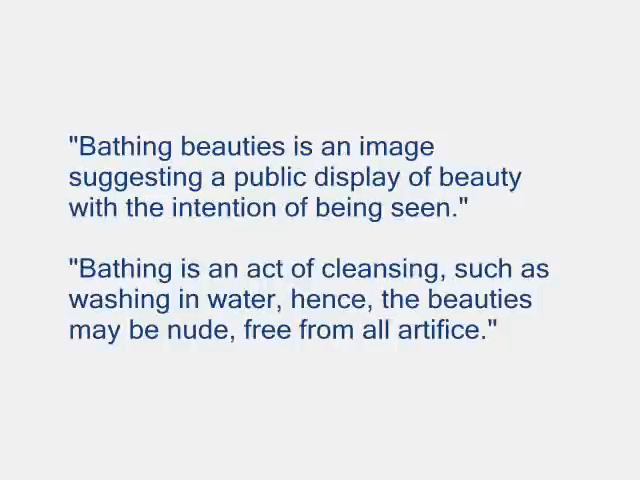 "Bathing beauties is an image
suggesting a public display of beauty
with the intention of being seen."
"Bathing is an act of cleansing, such as
washing in water, hence, the beauties
may be nude, free from all artifice."